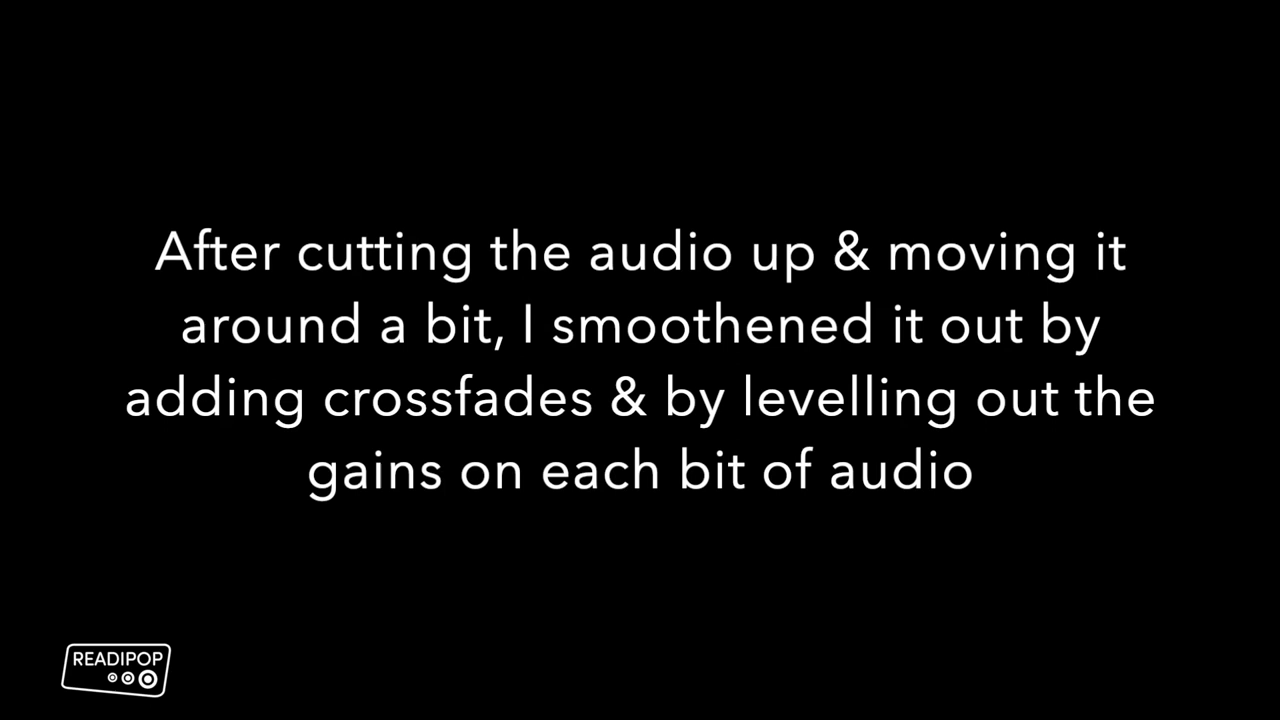 After cutting the audio up & moving it
around a bit, I smoothened it out by
adding crossfades & by levelling out the
gains on each bit of audio
READIPOP